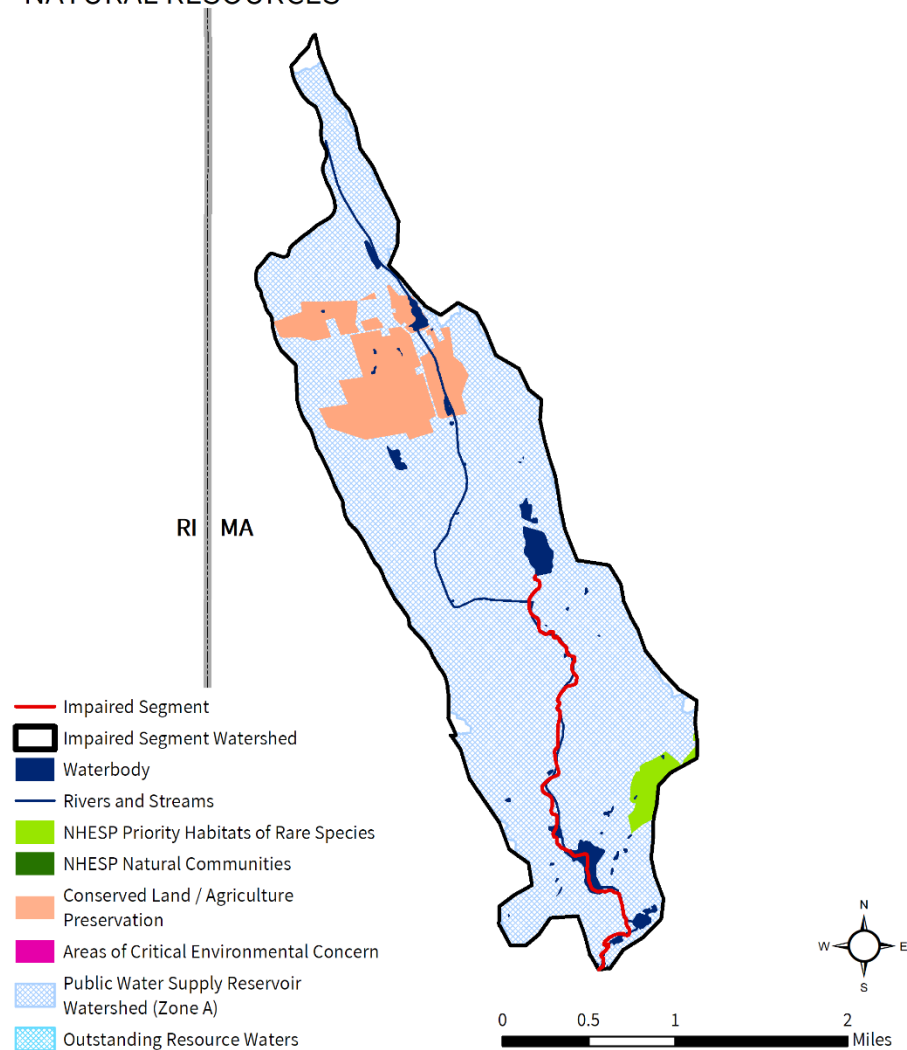 NATURAL RESOURCES
RI
MA
Impaired Segment
Impaired Segment Watershed
Waterbody
Rivers and Streams
NHESP Priority Habitats of Rare Species
NHESP Natural Communities
Conserved Land / Agriculture
Preservation
Areas of Critical Environmental Concern
Public Water Supply Reservoir
Watershed (Zone A)
Outstanding Resource Waters
N
W
E
S
0 0.5 1 2
Miles